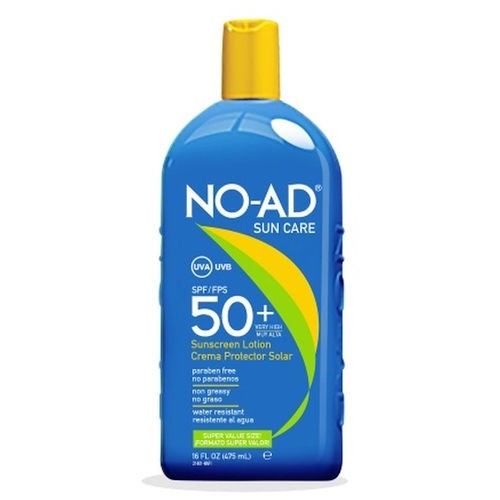 NO-AD®
SUN CARE
UVA UVB
SPF/FPS
50+
VERY HIGH
MUY ALTA
Sunscreen Lotion
Crema Protector Solar
paraben free
no parabenos
non greasy
no graso
water resistant
resistente al agua
SUPER VALUE SIZE!
¡FORMATO SUPER VALOR!
16 FL OZ (475 mL) e